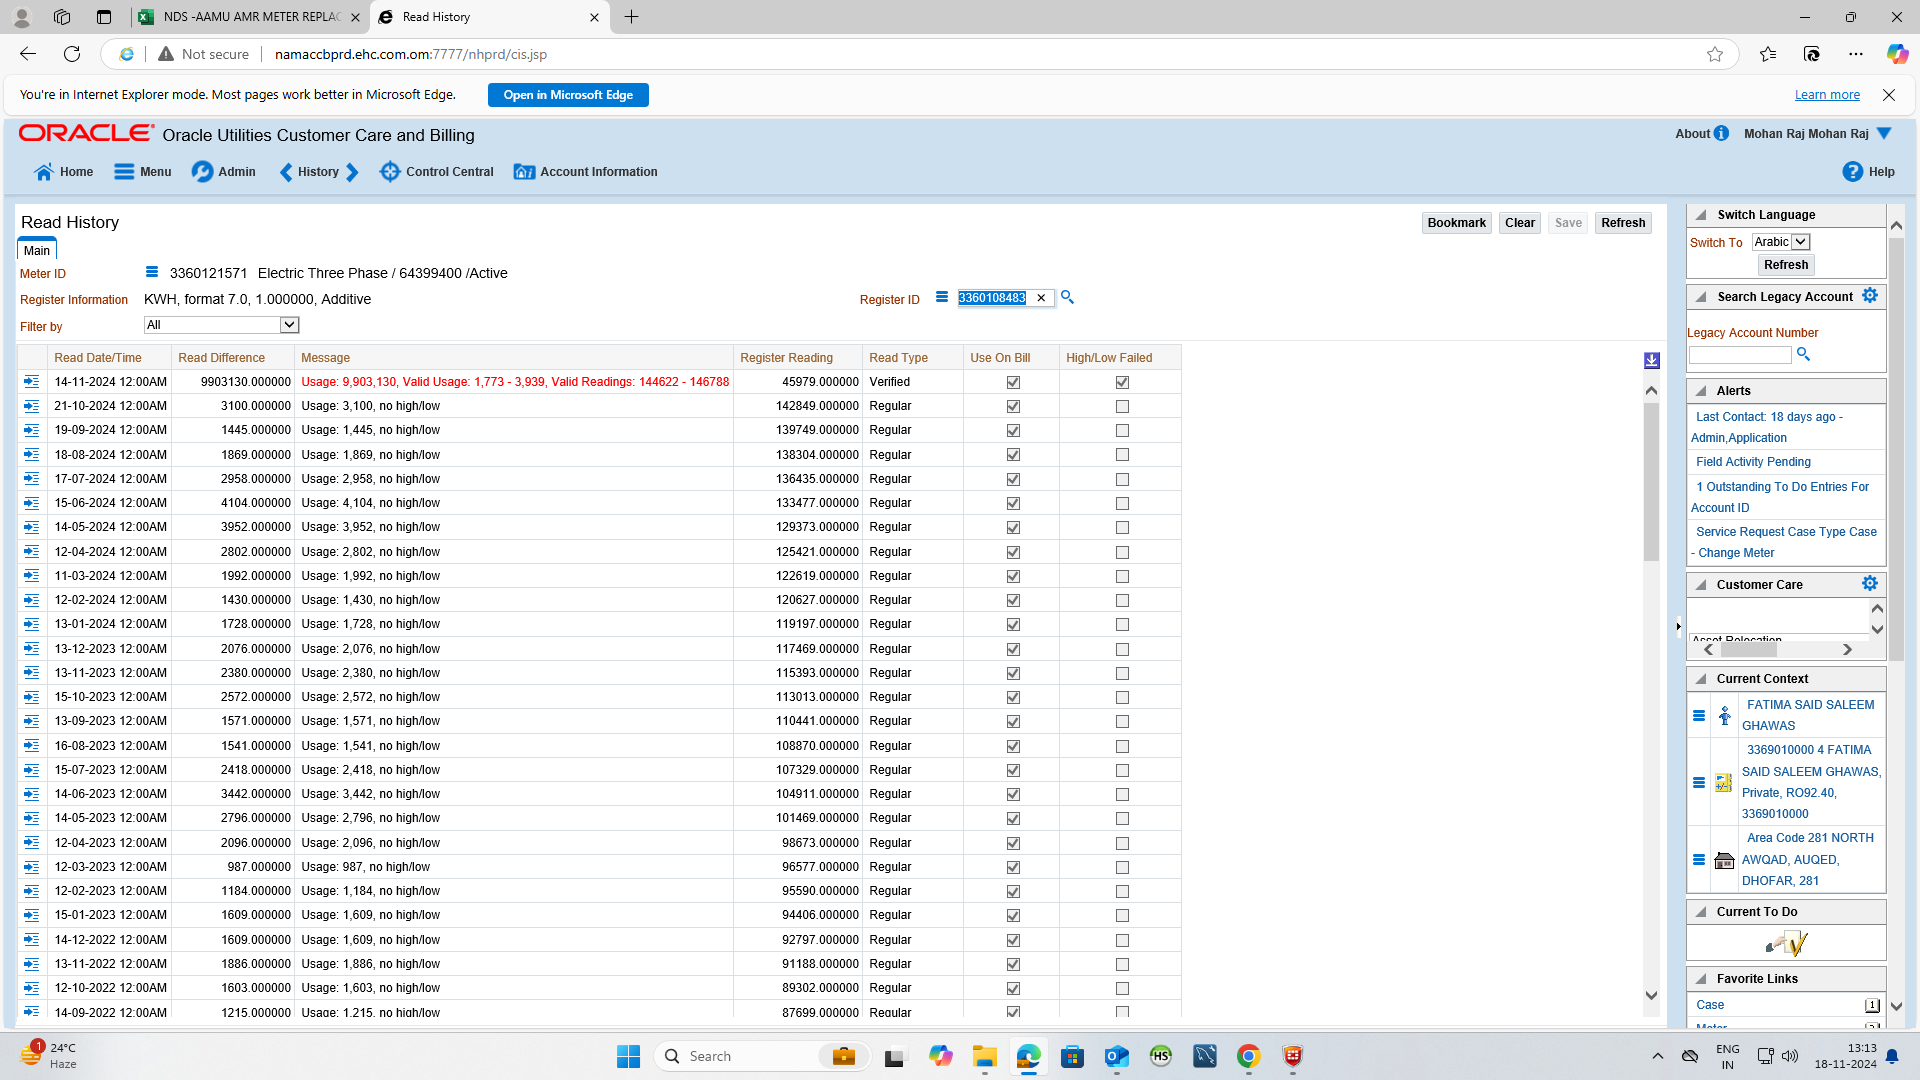 NDS -AAMU AMR METER REPLAC
Read History
Not secure
namaccbprd.ehc.com.om:7777/nhprd/cis.jsp
You're in Internet Explorer mode. Most pages work better in Microsoft Edge.
Open in Microsoft Edge
Learn more
ORACLE Oracle Utilities Customer Care and Billing
About
Mohan Raj Mohan Raj
Home
Menu
Admin
History
Control Central
Account Information
Help
Read History
Bookmark
Clear
Save
Refresh
Main
Meter ID 3360121571 Electric Three Phase / 64399400 /Active
Register Information KWH, format 7.0, 1.000000, Additive
Register ID 3360108483
Filter by All
Read Date/Time Read Difference Message Register Reading Read Type Use On Bill High/Low Failed
14-11-2024 12:00AM 9903130.000000 Usage: 9,903,130, Valid Usage: 1,773 - 3,939, Valid Readings: 144622 - 146788 45979.000000 Verified
21-10-2024 12:00AM 3100.000000 Usage: 3,100, no high/low 142849.000000 Regular
19-09-2024 12:00AM 1445.000000 Usage: 1,445, no high/low 139749.000000 Regular
18-08-2024 12:00AM 1869.000000 Usage: 1,869, no high/low 138304.000000 Regular
17-07-2024 12:00AM 2958.000000 Usage: 2,958, no high/low 136435.000000 Regular
15-06-2024 12:00AM 4104.000000 Usage: 4,104, no high/low 133477.000000 Regular
14-05-2024 12:00AM 3952.000000 Usage: 3,952, no high/low 129373.000000 Regular
12-04-2024 12:00AM 2802.000000 Usage: 2,802, no high/low 125421.000000 Regular
11-03-2024 12:00AM 1992.000000 Usage: 1,992, no high/low 122619.000000 Regular
12-02-2024 12:00AM 1430.000000 Usage: 1,430, no high/low 120627.000000 Regular
13-01-2024 12:00AM 1728.000000 Usage: 1,728, no high/low 119197.000000 Regular
13-12-2023 12:00AM 2076.000000 Usage: 2,076, no high/low 117469.000000 Regular
13-11-2023 12:00AM 2380.000000 Usage: 2,380, no high/low 115393.000000 Regular
15-10-2023 12:00AM 2572.000000 Usage: 2,572, no high/low 113013.000000 Regular
13-09-2023 12:00AM 1571.000000 Usage: 1,571, no high/low 110441.000000 Regular
16-08-2023 12:00AM 1541.000000 Usage: 1,541, no high/low 108870.000000 Regular
15-07-2023 12:00AM 2418.000000 Usage: 2,418, no high/low 107329.000000 Regular
14-06-2023 12:00AM 3442.000000 Usage: 3,442, no high/low 104911.000000 Regular
14-05-2023 12:00AM 2796.000000 Usage: 2,796, no high/low 101469.000000 Regular
12-04-2023 12:00AM 2096.000000 Usage: 2,096, no high/low 98673.000000 Regular
12-03-2023 12:00AM 987.000000 Usage: 987, no high/low 96577.000000 Regular
12-02-2023 12:00AM 1184.000000 Usage: 1,184, no high/low 95590.000000 Regular
15-01-2023 12:00AM 1609.000000 Usage: 1,609, no high/low 94406.000000 Regular
14-12-2022 12:00AM 1609.000000 Usage: 1,609, no high/low 92797.000000 Regular
13-11-2022 12:00AM 1886.000000 Usage: 1,886, no high/low 91188.000000 Regular
12-10-2022 12:00AM 1603.000000 Usage: 1,603, no high/low 89302.000000 Regular
14-09-2022 12:00AM 1215.000000 Usage: 1,215, no high/low 87699.000000 Regular
Switch Language
Switch To Arabic
Refresh
Search Legacy Account
Legacy Account Number
Alerts
Last Contact: 18 days ago -
Admin,Application
Field Activity Pending
1 Outstanding To Do Entries For
Account ID
Service Request Case Type Case
- Change Meter
Customer Care
Asset Relocation
Current Context
FATIMA SAID SALEEM
GHAWAS
3369010000 4 FATIMA
SAID SALEEM GHAWAS,
Private, RO92.40,
3369010000
Area Code 281 NORTH
AWQAD, AUQED,
DHOFAR, 281
Current To Do
Favorite Links
Case 1
Meter
1
24°C
Haze
Search
HS
ENG
IN
13:13
18-11-2024